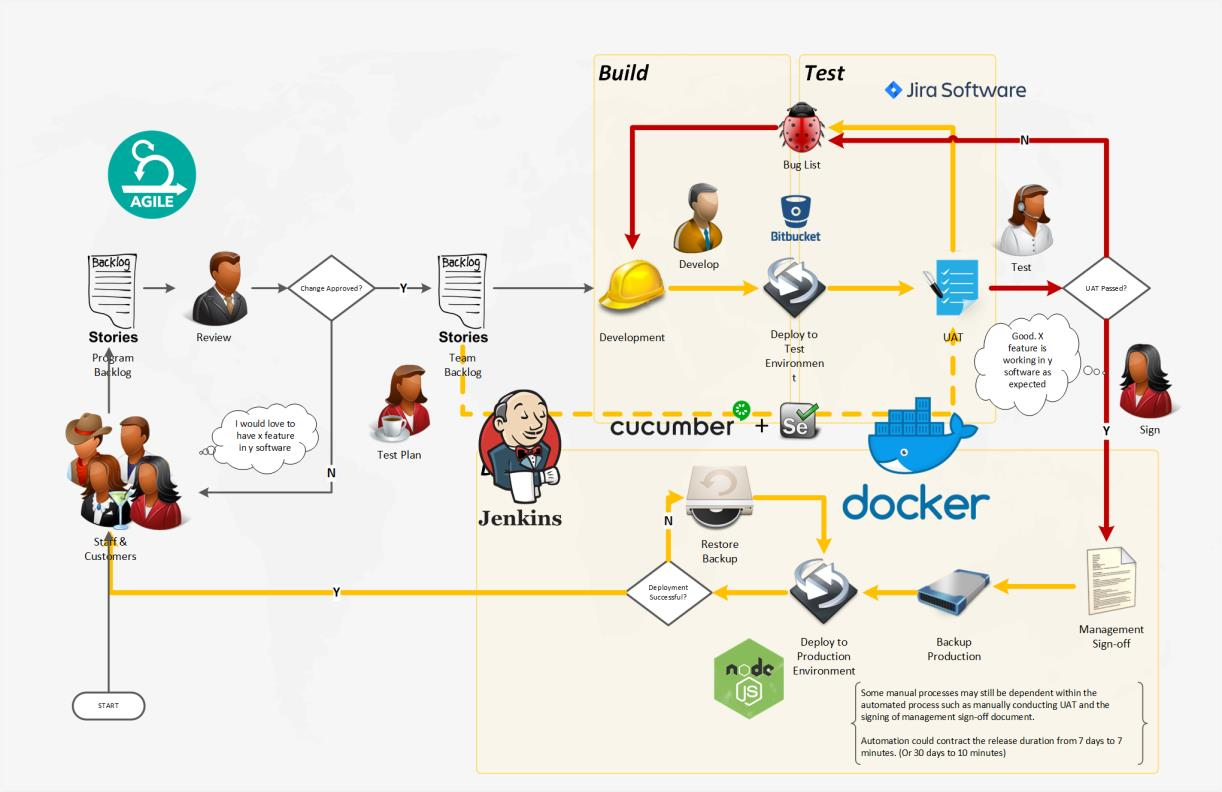 Build
Test
Jira Software
AGILE
Bug List
N
Bitbucket
Test
Develop
Backlog
Stories
Program
Backlog
Review
Change Approved?
Y
Backlog
Stories
Team
Backlog
Development
Deploy to
Test
Environmen
t
UAT
UAT Passed?
Good. X
feature is
working in y
software as
expected
Sign
Y
I would love to
have x feature
in y software
N
Test Plan
cucumber + Se
docker
Jenkins
Staff &
Customers
N
Restore
Backup
Deployment
Successful?
Y
Deploy to
Production
Environment
Backup
Production
Management
Sign-off
node
JS
START
Some manual processes may still be dependent within the
automated process such as manually conducting UAT and the
signing of management sign-off document.
Automation could contract the release duration from 7 days to 7
minutes. (Or 30 days to 10 minutes)